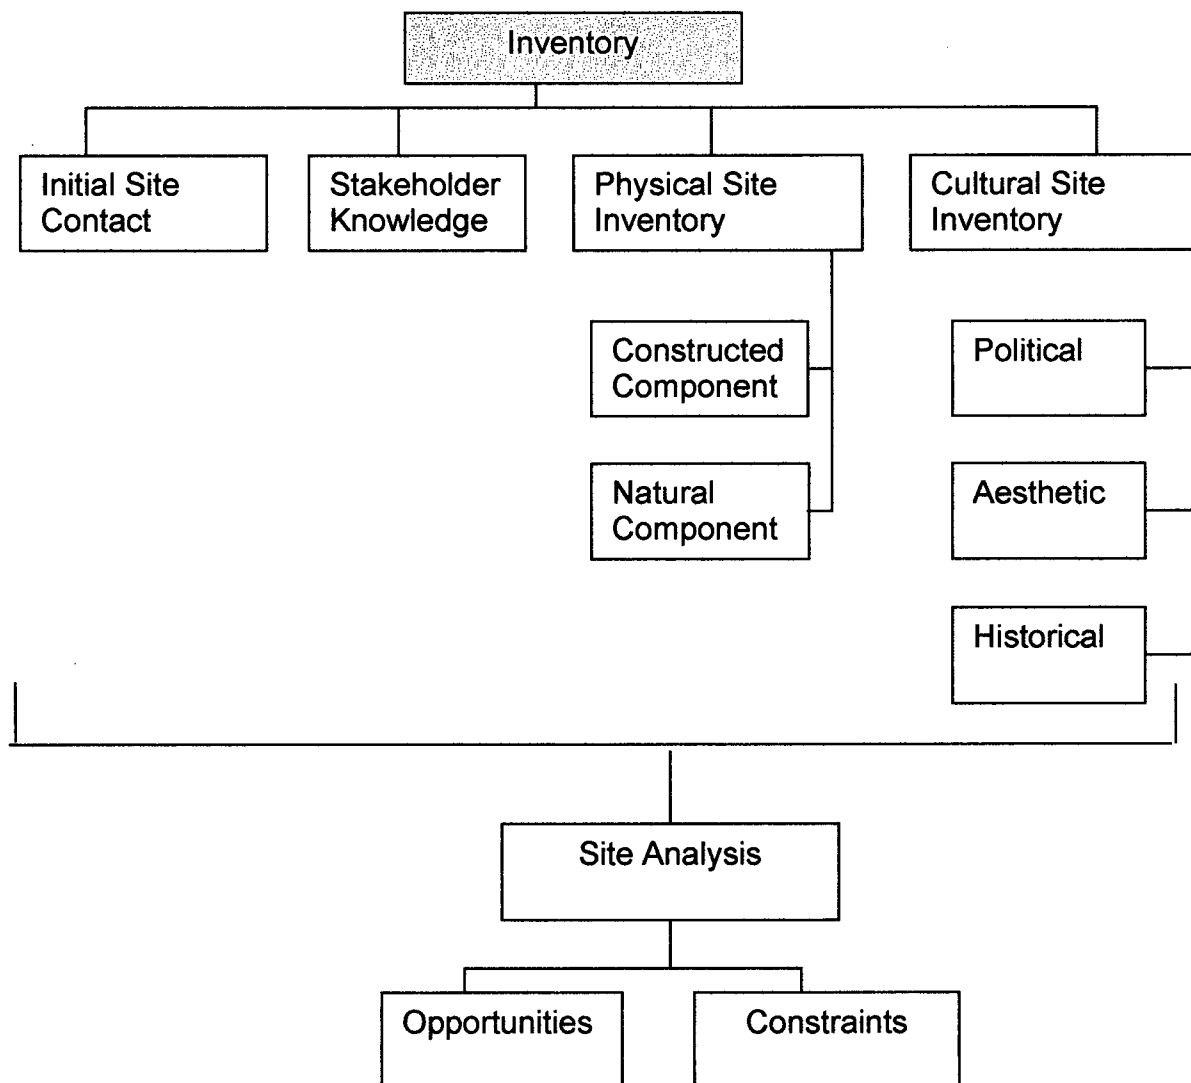 Inventory
Initial Site
Contact
Stakeholder
Knowledge
Physical Site
Inventory
Cultural Site
Inventory
Constructed
Component
Political
Natural
Component
Aesthetic
Historical
Site Analysis
Opportunities
Constraints